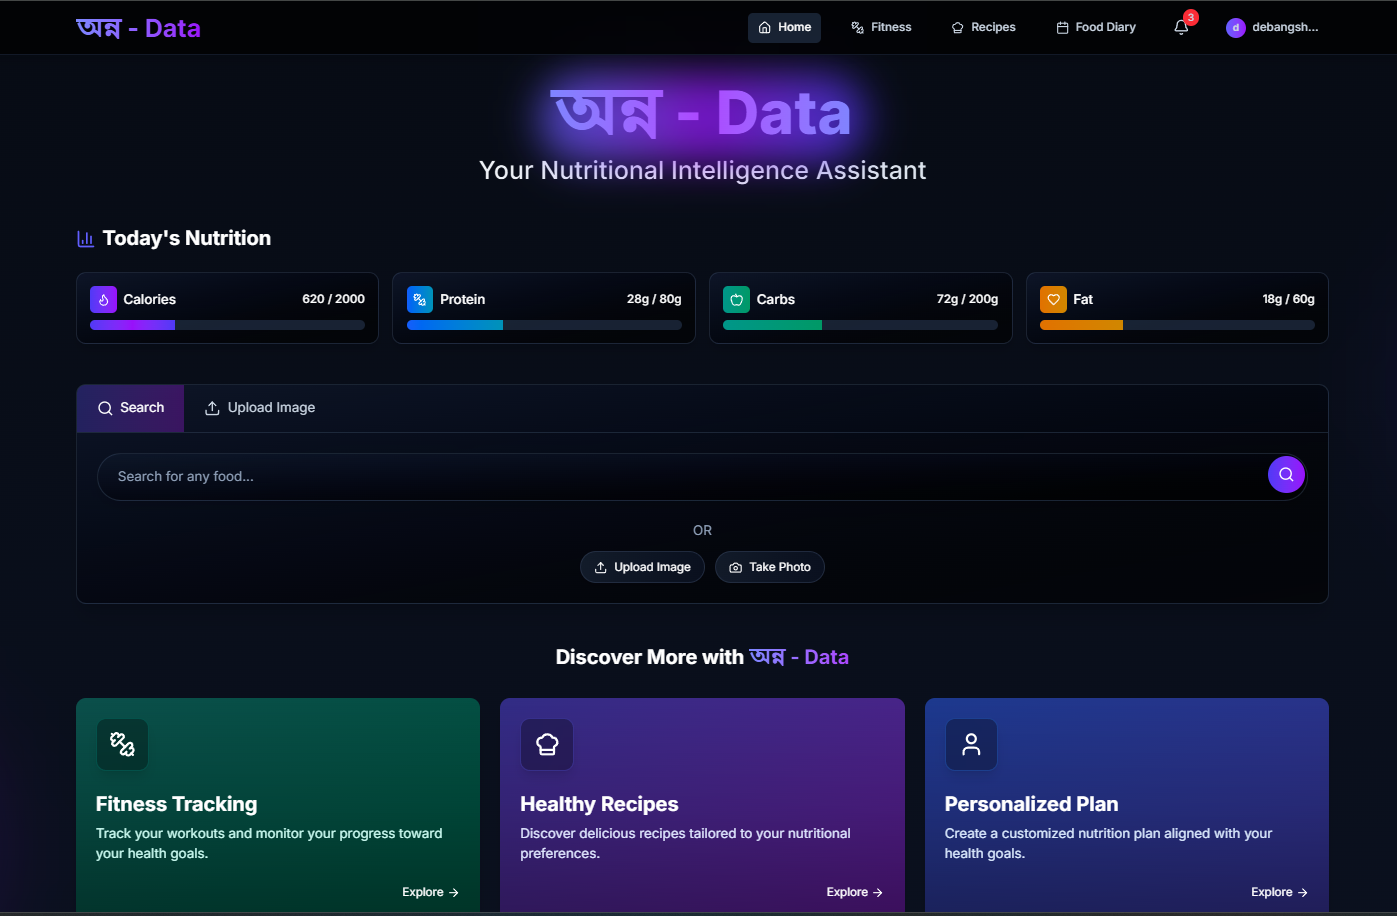 অন্ন - Data
Home
Fitness
Recipes
Food Diary
3
d
debangsh...
অন্ন - Data
Your Nutritional Intelligence Assistant
Today's Nutrition
Calories 620 / 2000
Protein 28g / 80g
Carbs 72g / 200g
Fat 18g / 60g
Search
Upload Image
Search for any food...
OR
Upload Image
Take Photo
Discover More with অন্ন - Data
Fitness Tracking
Track your workouts and monitor your progress toward
your health goals.
Explore →
Healthy Recipes
Discover delicious recipes tailored to your nutritional
preferences.
Explore →
Personalized Plan
Create a customized nutrition plan aligned with your
health goals.
Explore →